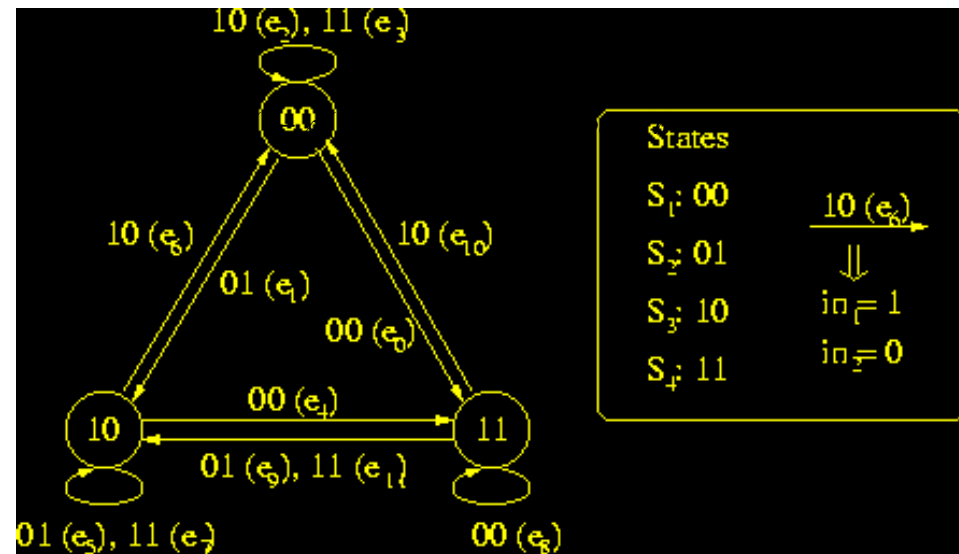 10 (e₂), 11 (e₃)
00
10 (e₆)
01 (e₁)
10 (e₁₀)
00 (e₀)
00 (e₄)
10
11
01 (e₉), 11 (e₁₁)
01 (e₅), 11 (e₇)
00 (e₈)
States
S₁: 00
S₂: 01
S₃: 10
S₄: 11
10 (e₆)
⇓
in₁= 1
in₂= 0